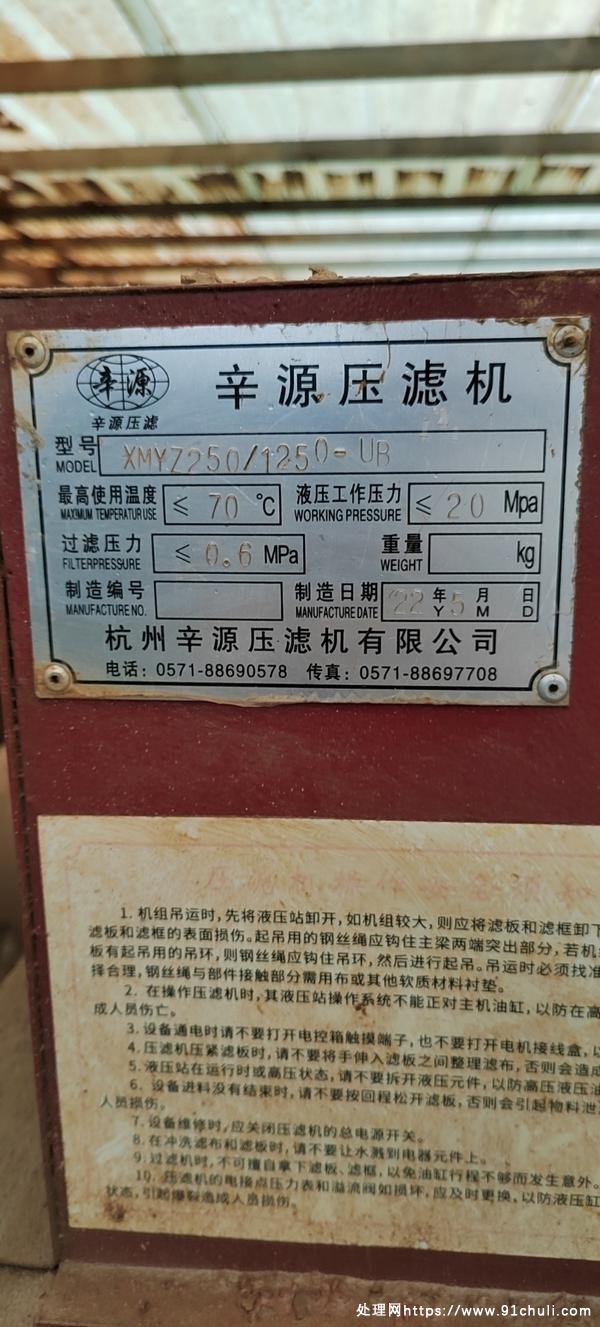 辛源
辛源压滤
辛源压滤机
型号 MODEL XMYZ250/1250-UB
最高使用温度 MAXIMUM TEMPERATUR USE ≤ 70 ℃ 液压工作压力 WORKING PRESSURE ≤ 20 Mpa
过滤压力 FILTERPRESSURE ≤ 0.6 MPa 重量 WEIGHT kg
制造编号 MANUFACTURE NO. 制造日期 MANUFACTURE DATE 22 年 Y 5 月 M 日 D
杭州辛源压滤机有限公司
电话：0571-88690578 传真：0571-88697708
1. 机组吊运时，先将液压站卸开，如机组较大，则应将滤板和滤框卸下
滤板和滤框的表面损伤。起吊用的钢丝绳应钩住主梁两端突出部分，若机
板有起吊用的吊环，则钢丝绳应钩住吊环，然后进行起吊。吊运时必须找准
择合理，钢丝绳与部件接触部分需用布或其他软质材料衬垫。
2. 在操作压滤机时，其液压站操作系统不能正对主机油缸，以防在高
成人员伤亡。
3. 设备通电时请不要打开电控箱触摸端子，也不要打开电机接线盒，以
4. 压滤机压紧滤板时，请不要将手伸入滤板之间整理滤布，否则会造成
5. 液压站在运行时或高压状态，请不要拆开液压元件，以防高压液压油
6. 设备进料没有结束时，请不要按回程松开滤板，否则会引起物料泄
人员损伤。
7. 设备维修时，应关闭压滤机的总电源开关。
8. 在冲洗滤布和滤板时，请不要让水溅到电器元件上。
9. 过滤机时，不可擅自拿下滤板、滤框，以免油缸行程不够而发生意外。
10. 压滤机的电接点压力表和溢流阀如损坏，应及时更换，以防液压缸
状态，引起爆裂造成人员损伤。
处理网https://www.91chuli.com